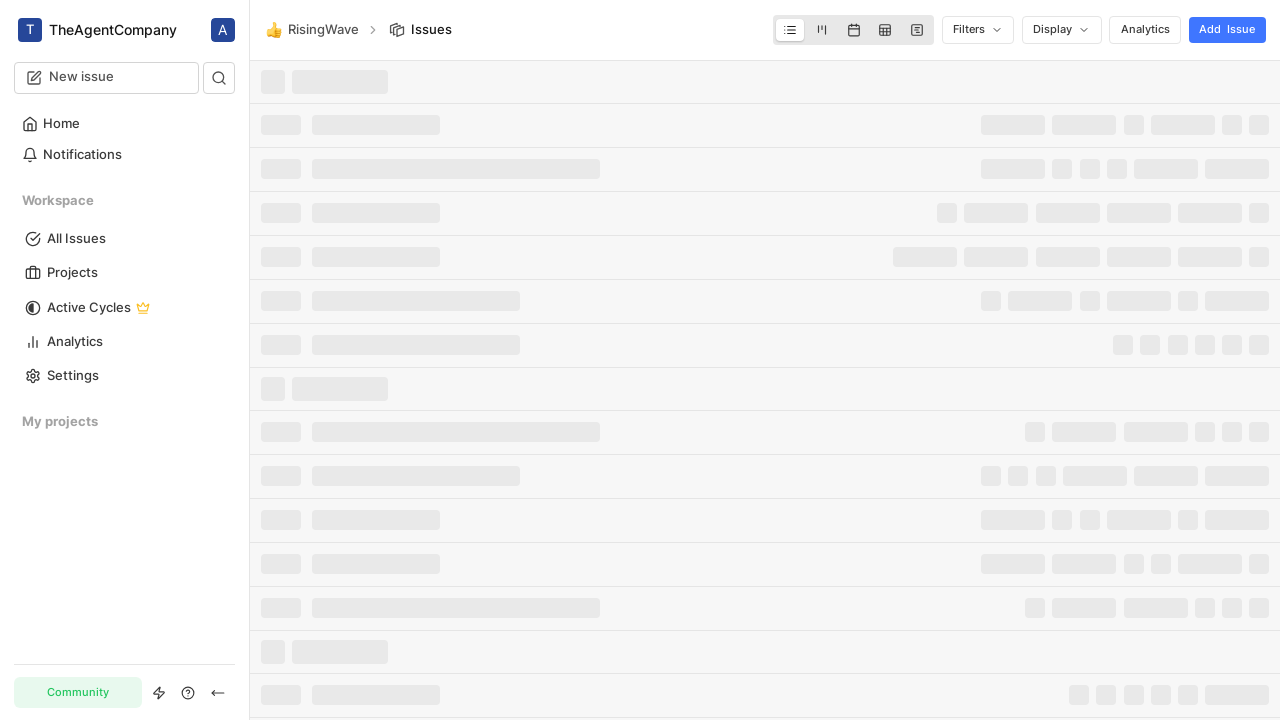 T TheAgentCompany A
New issue
Home
Notifications
Workspace
All Issues
Projects
Active Cycles
Analytics
Settings
My projects
Community
RisingWave Issues
Filters Display Analytics Add Issue